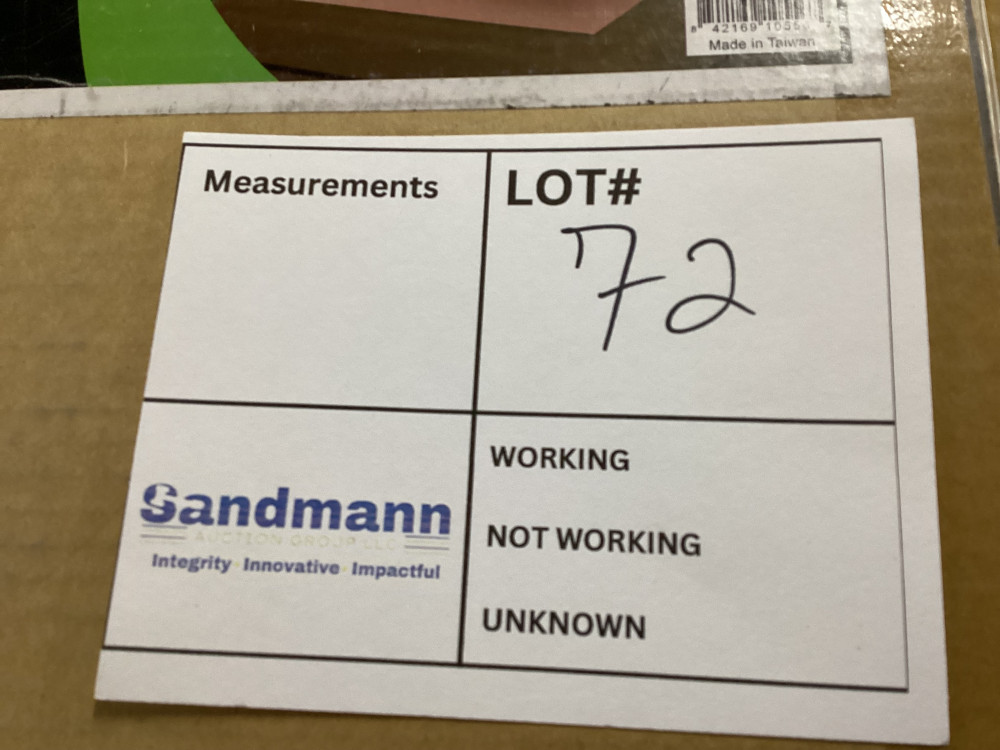 Made in Taiwan
Measurements
LOT#
72
Sandmann
AUCTION GROUP LLC
Integrity Innovative Impactful
WORKING
NOT WORKING
UNKNOWN